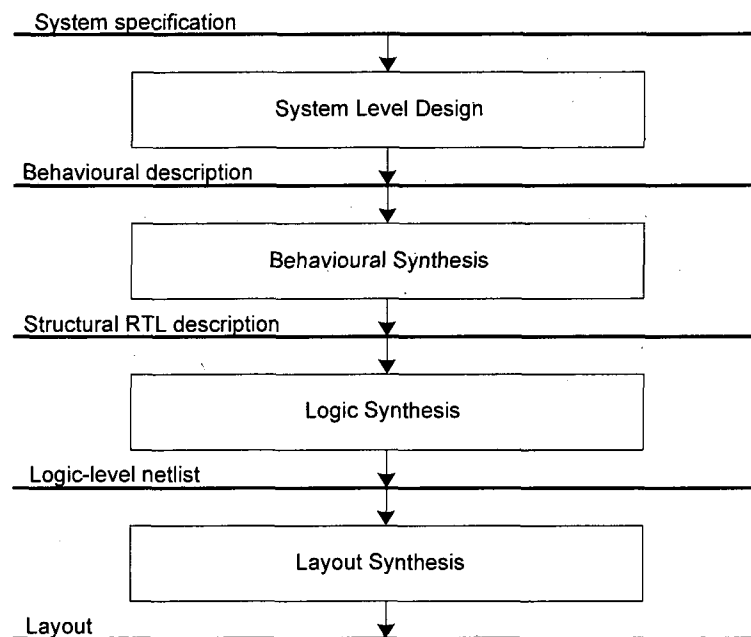 System specification
System Level Design
Behavioural description
Behavioural Synthesis
Structural RTL description
Logic Synthesis
Logic-level netlist
Layout Synthesis
Layout